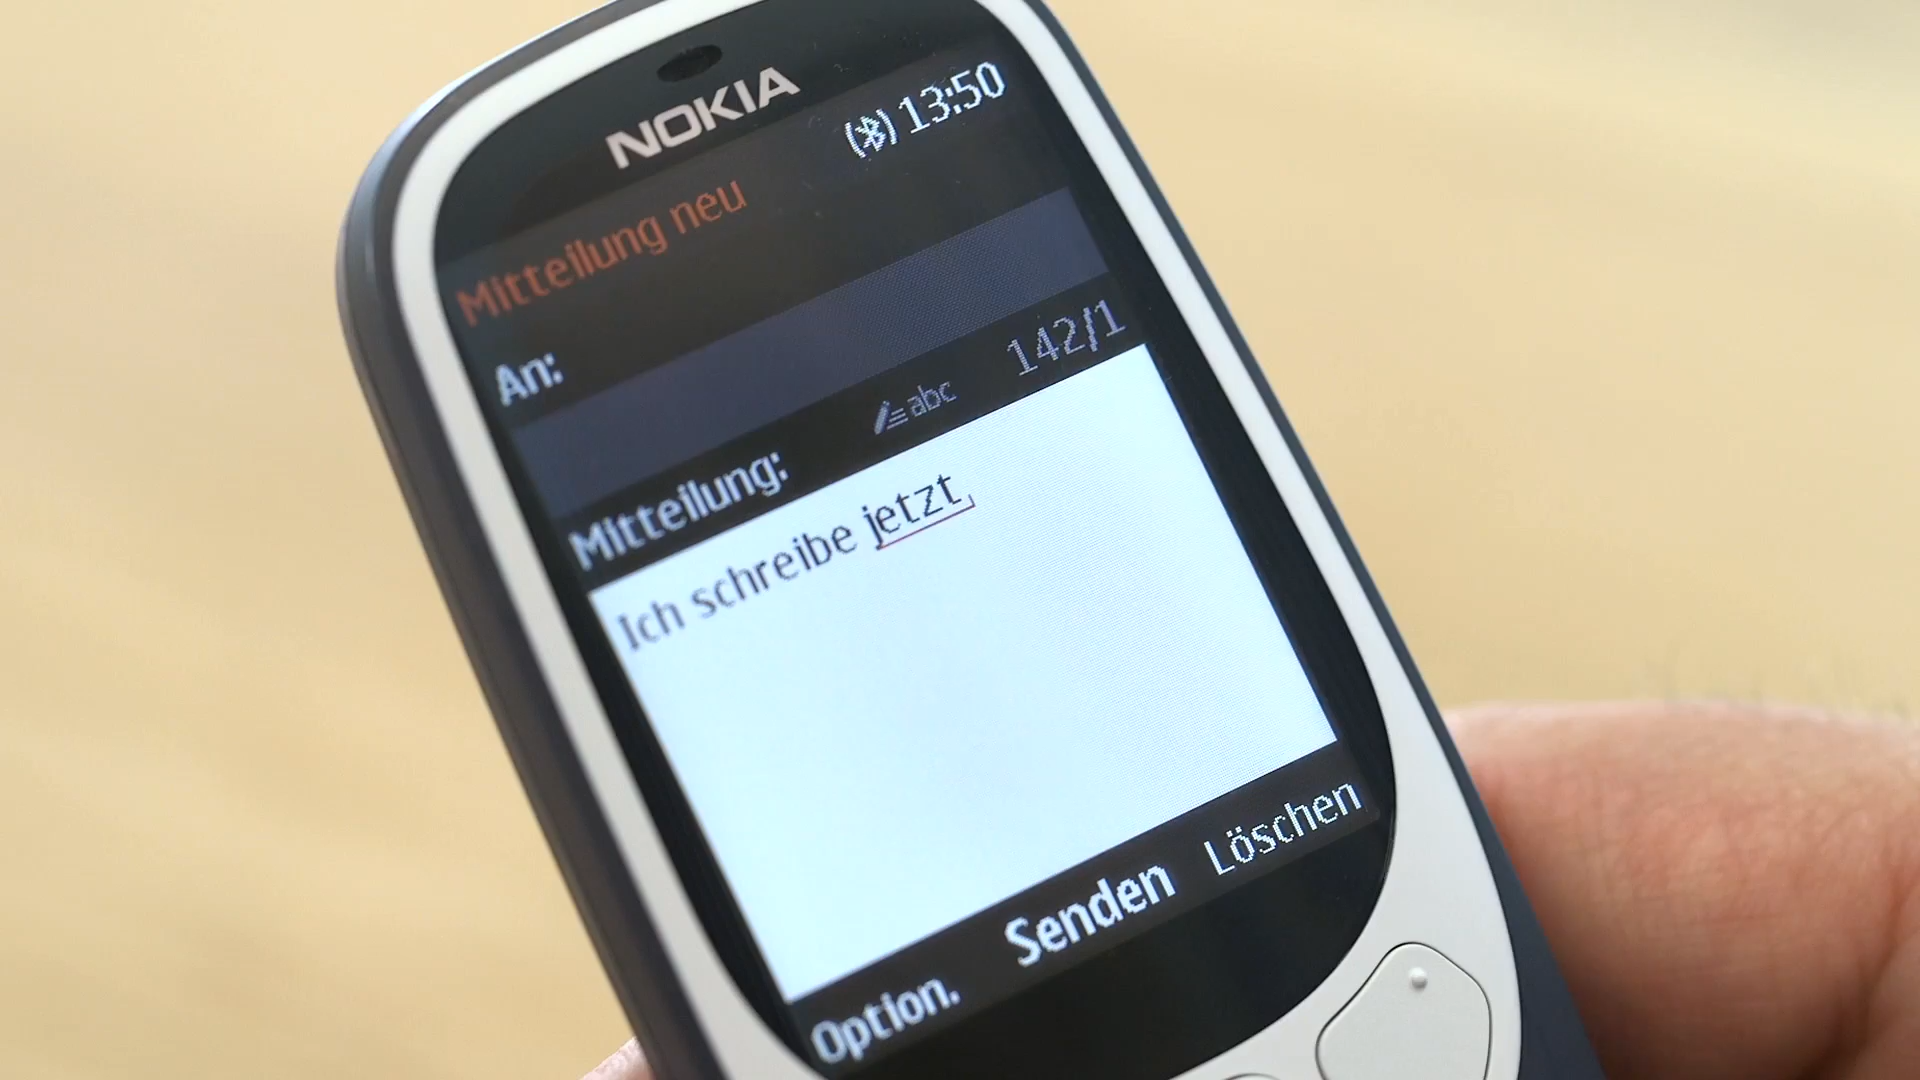 NOKIA
13:50
Mitteilung neu
An:
abc 142/1
Mitteilung:
Ich schreibe jetzt
Option. Senden Löschen